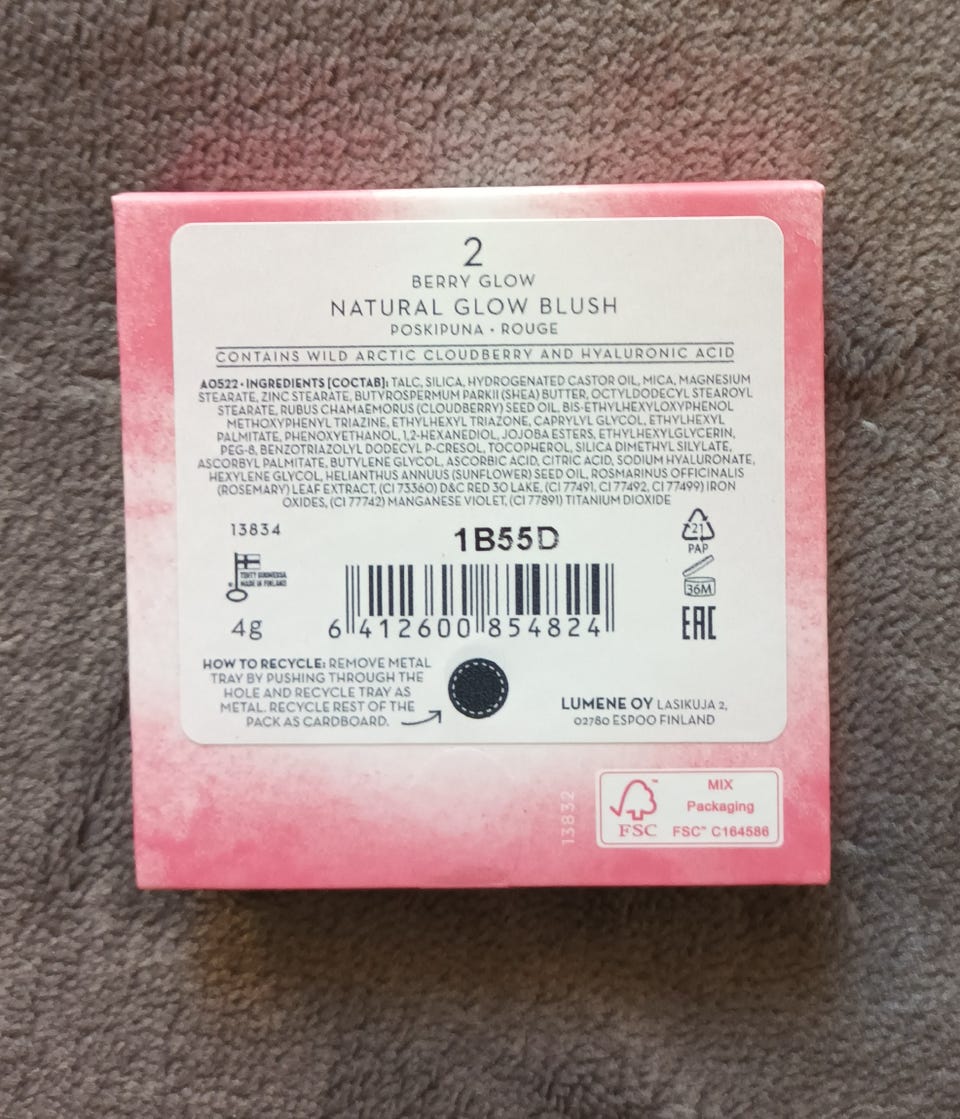 2
BERRY GLOW
NATURAL GLOW BLUSH
POSKIPUNA • ROUGE
CONTAINS WILD ARCTIC CLOUDBERRY AND HYALURONIC ACID
A0522 • INGREDIENTS [СОСТАВ]: TALC, SILICA, HYDROGENATED CASTOR OIL, MICA, MAGNESIUM
STEARATE, ZINC STEARATE, BUTYROSPERMUM PARKII (SHEA) BUTTER, OCTYLDODECYL STEAROYL
STEARATE, RUBUS CHAMAEMORUS (CLOUDBERRY) SEED OIL, BIS-ETHYLHEXYLOXYPHENOL
METHOXYPHENYL TRIAZINE, ETHYLHEXYL TRIAZONE, CAPRYLYL GLYCOL, ETHYLHEXYL
PALMITATE, PHENOXYETHANOL, 1,2-HEXANEDIOL, JOJOBA ESTERS, ETHYLHEXYLGLYCERIN,
PEG-8, BENZOTRIAZOLYL DODECYL P-CRESOL, TOCOPHEROL, SILICA DIMETHYL SILYLATE,
ASCORBYL PALMITATE, BUTYLENE GLYCOL, ASCORBIC ACID, CITRIC ACID, SODIUM HYALURONATE,
HEXYLENE GLYCOL, HELIANTHUS ANNUUS (SUNFLOWER) SEED OIL, ROSMARINUS OFFICINALIS
(ROSEMARY) LEAF EXTRACT, (CI 73360) D&C RED 30 LAKE, (CI 77491, CI 77492, CI 77499) IRON
OXIDES, (CI 77742) MANGANESE VIOLET, (CI 77891) TITANIUM DIOXIDE
13834
1B55D
21
PAP
TEHTY SUOMESSA
MADE IN FINLAND
36M
4g
6 412600 854824
EAC
HOW TO RECYCLE: REMOVE METAL
TRAY BY PUSHING THROUGH THE
HOLE AND RECYCLE TRAY AS
METAL. RECYCLE REST OF THE
PACK AS CARDBOARD.
LUMENE OY LASIKUJA 2,
02780 ESPOO FINLAND
13832
FSC™
MIX
Packaging
FSC™ C164586